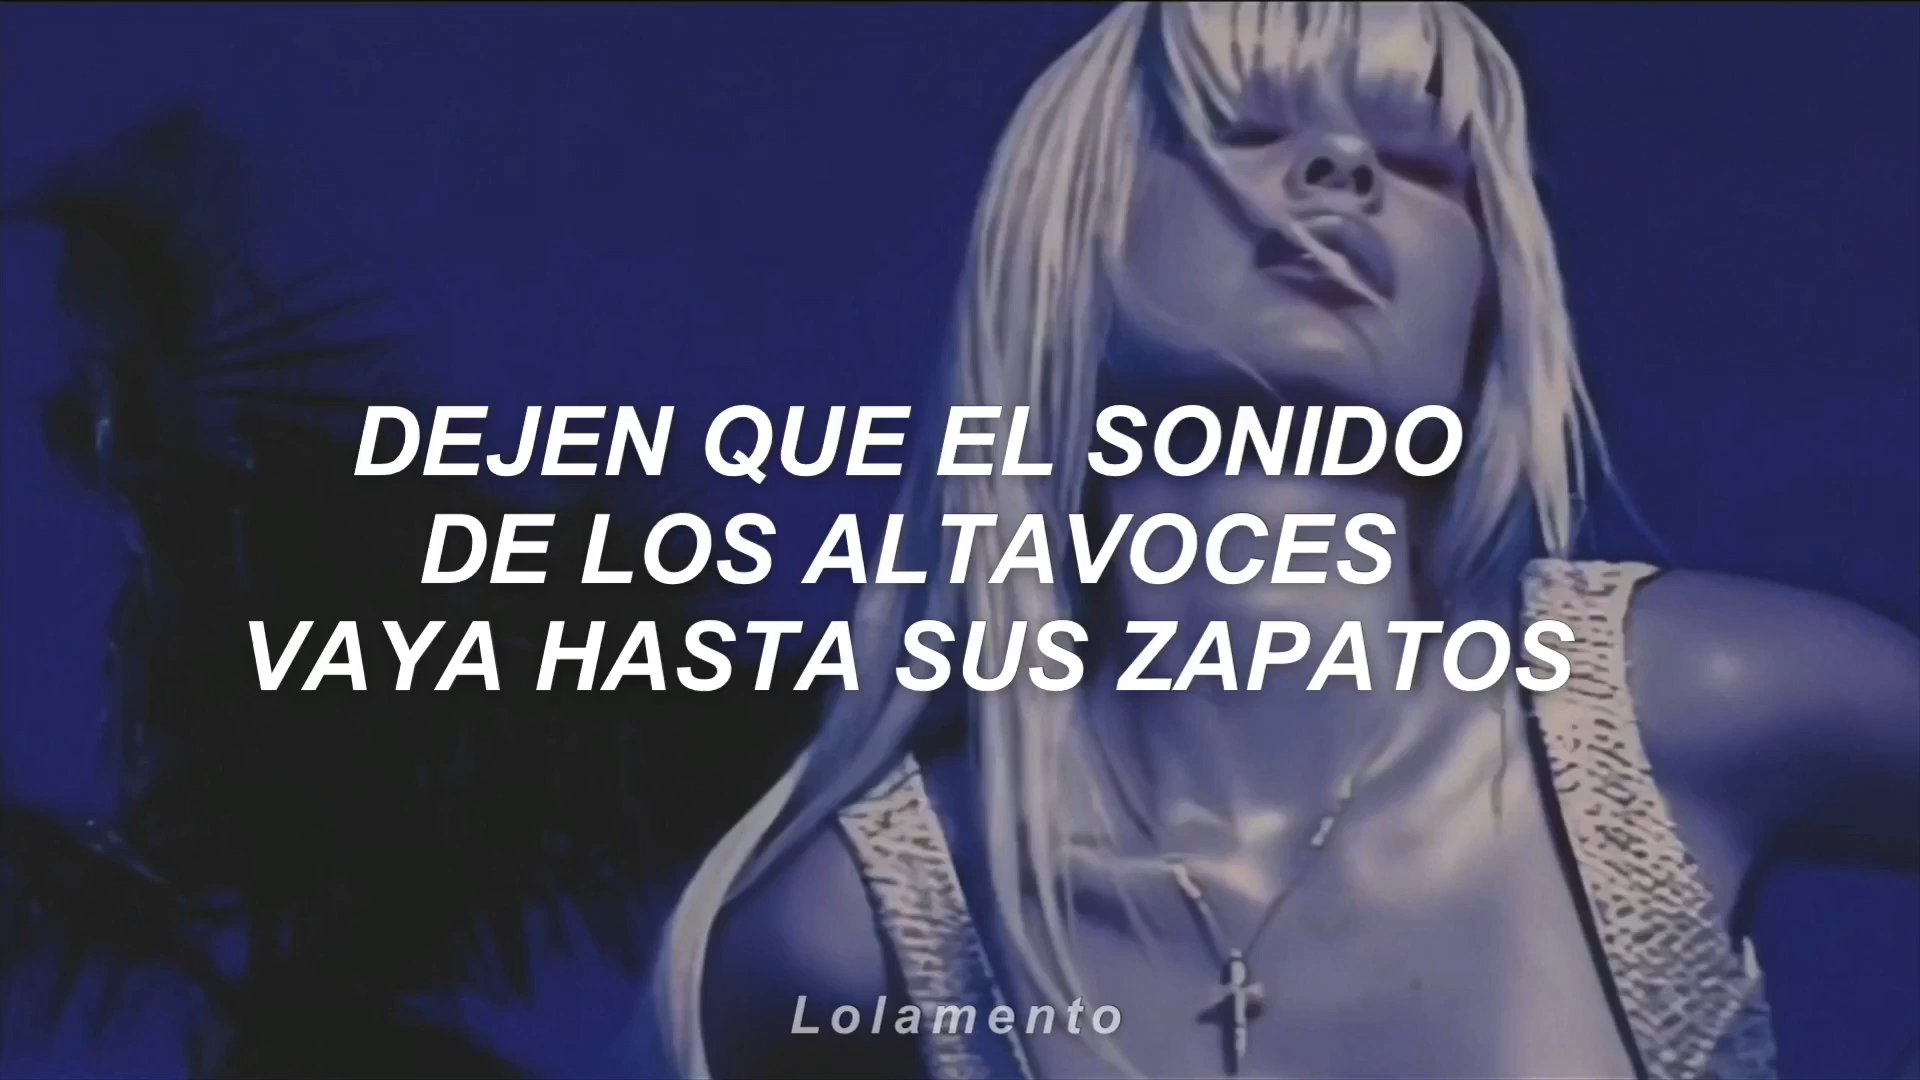 DEJEN QUE EL SONIDO
DE LOS ALTAVOCES
VAYA HASTA SUS ZAPATOS
Lolamento